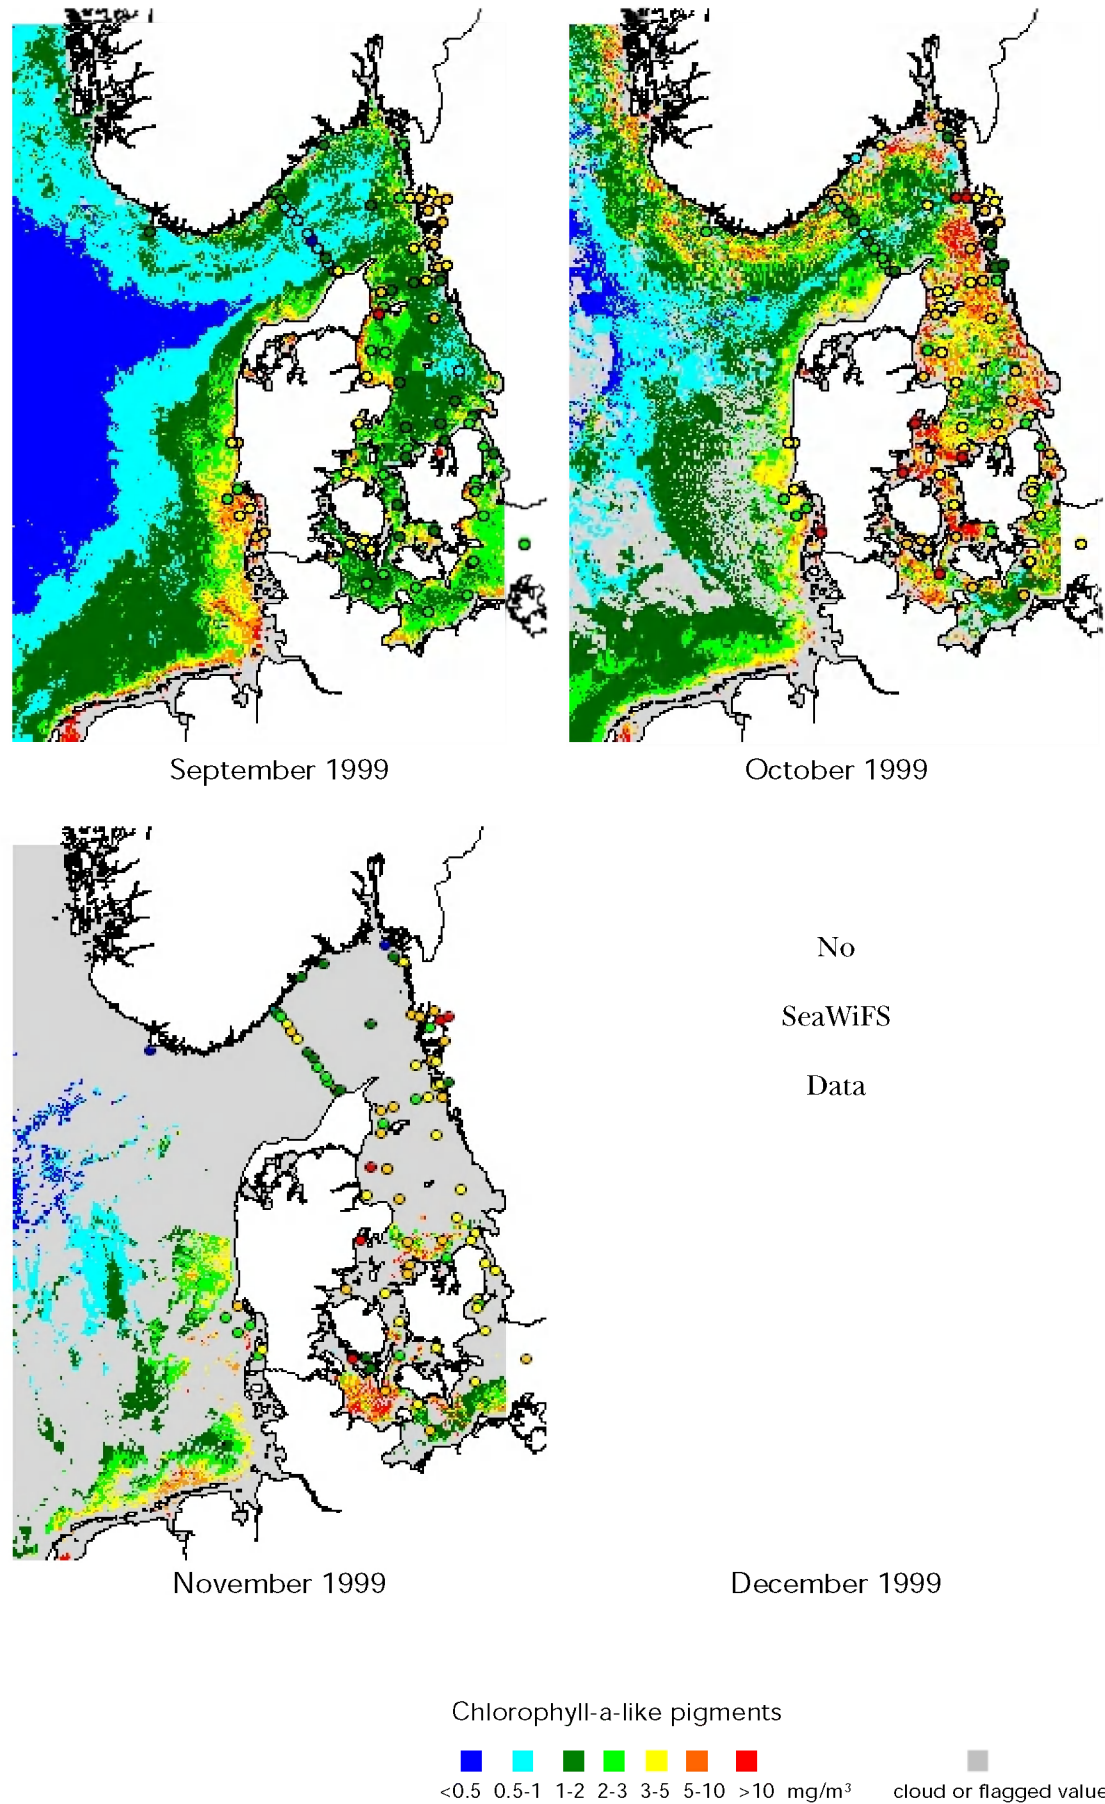 September 1999
October 1999
No
SeaWiFS
Data
November 1999
December 1999
Chlorophyll-a-like pigments
<0.5 0.5-1 1-2 2-3 3-5 5-10 >10 mg/m³ cloud or flagged value